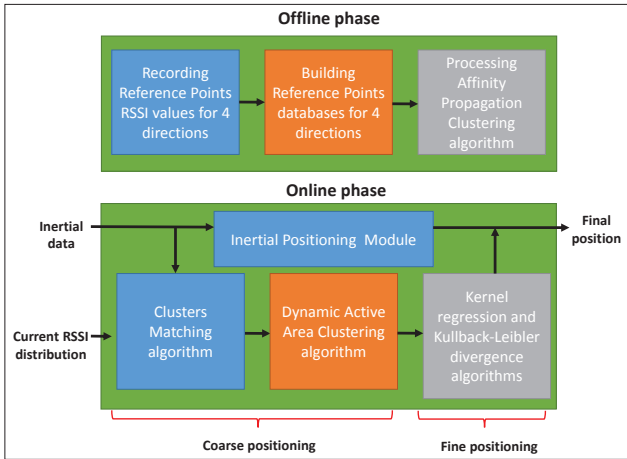 Offline phase
Recording
Reference Points
RSSI values for 4
directions
Building
Reference Points
databases for 4
directions
Processing
Affinity
Propagation
Clustering
algorithm
Online phase
Inertial
data
Inertial Positioning Module
Final
position
Current RSSI
distribution
Clusters
Matching
algorithm
Dynamic Active
Area Clustering
algorithm
Kernel
regression and
Kullback-Leibler
divergence
algorithms
Coarse positioning
Fine positioning